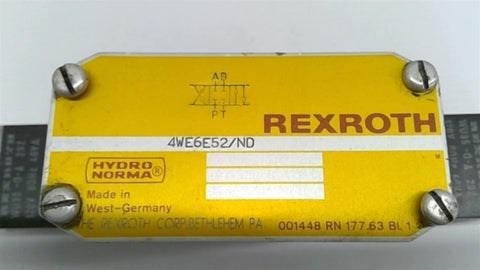 AB
PT
REXROTH
4WE6E52/ND
HYDRO
NORMA®
Made in
West-Germany
THE REXROTH CORP.BETHLEHEM PA
001448 RN 177.63 Bl. 1